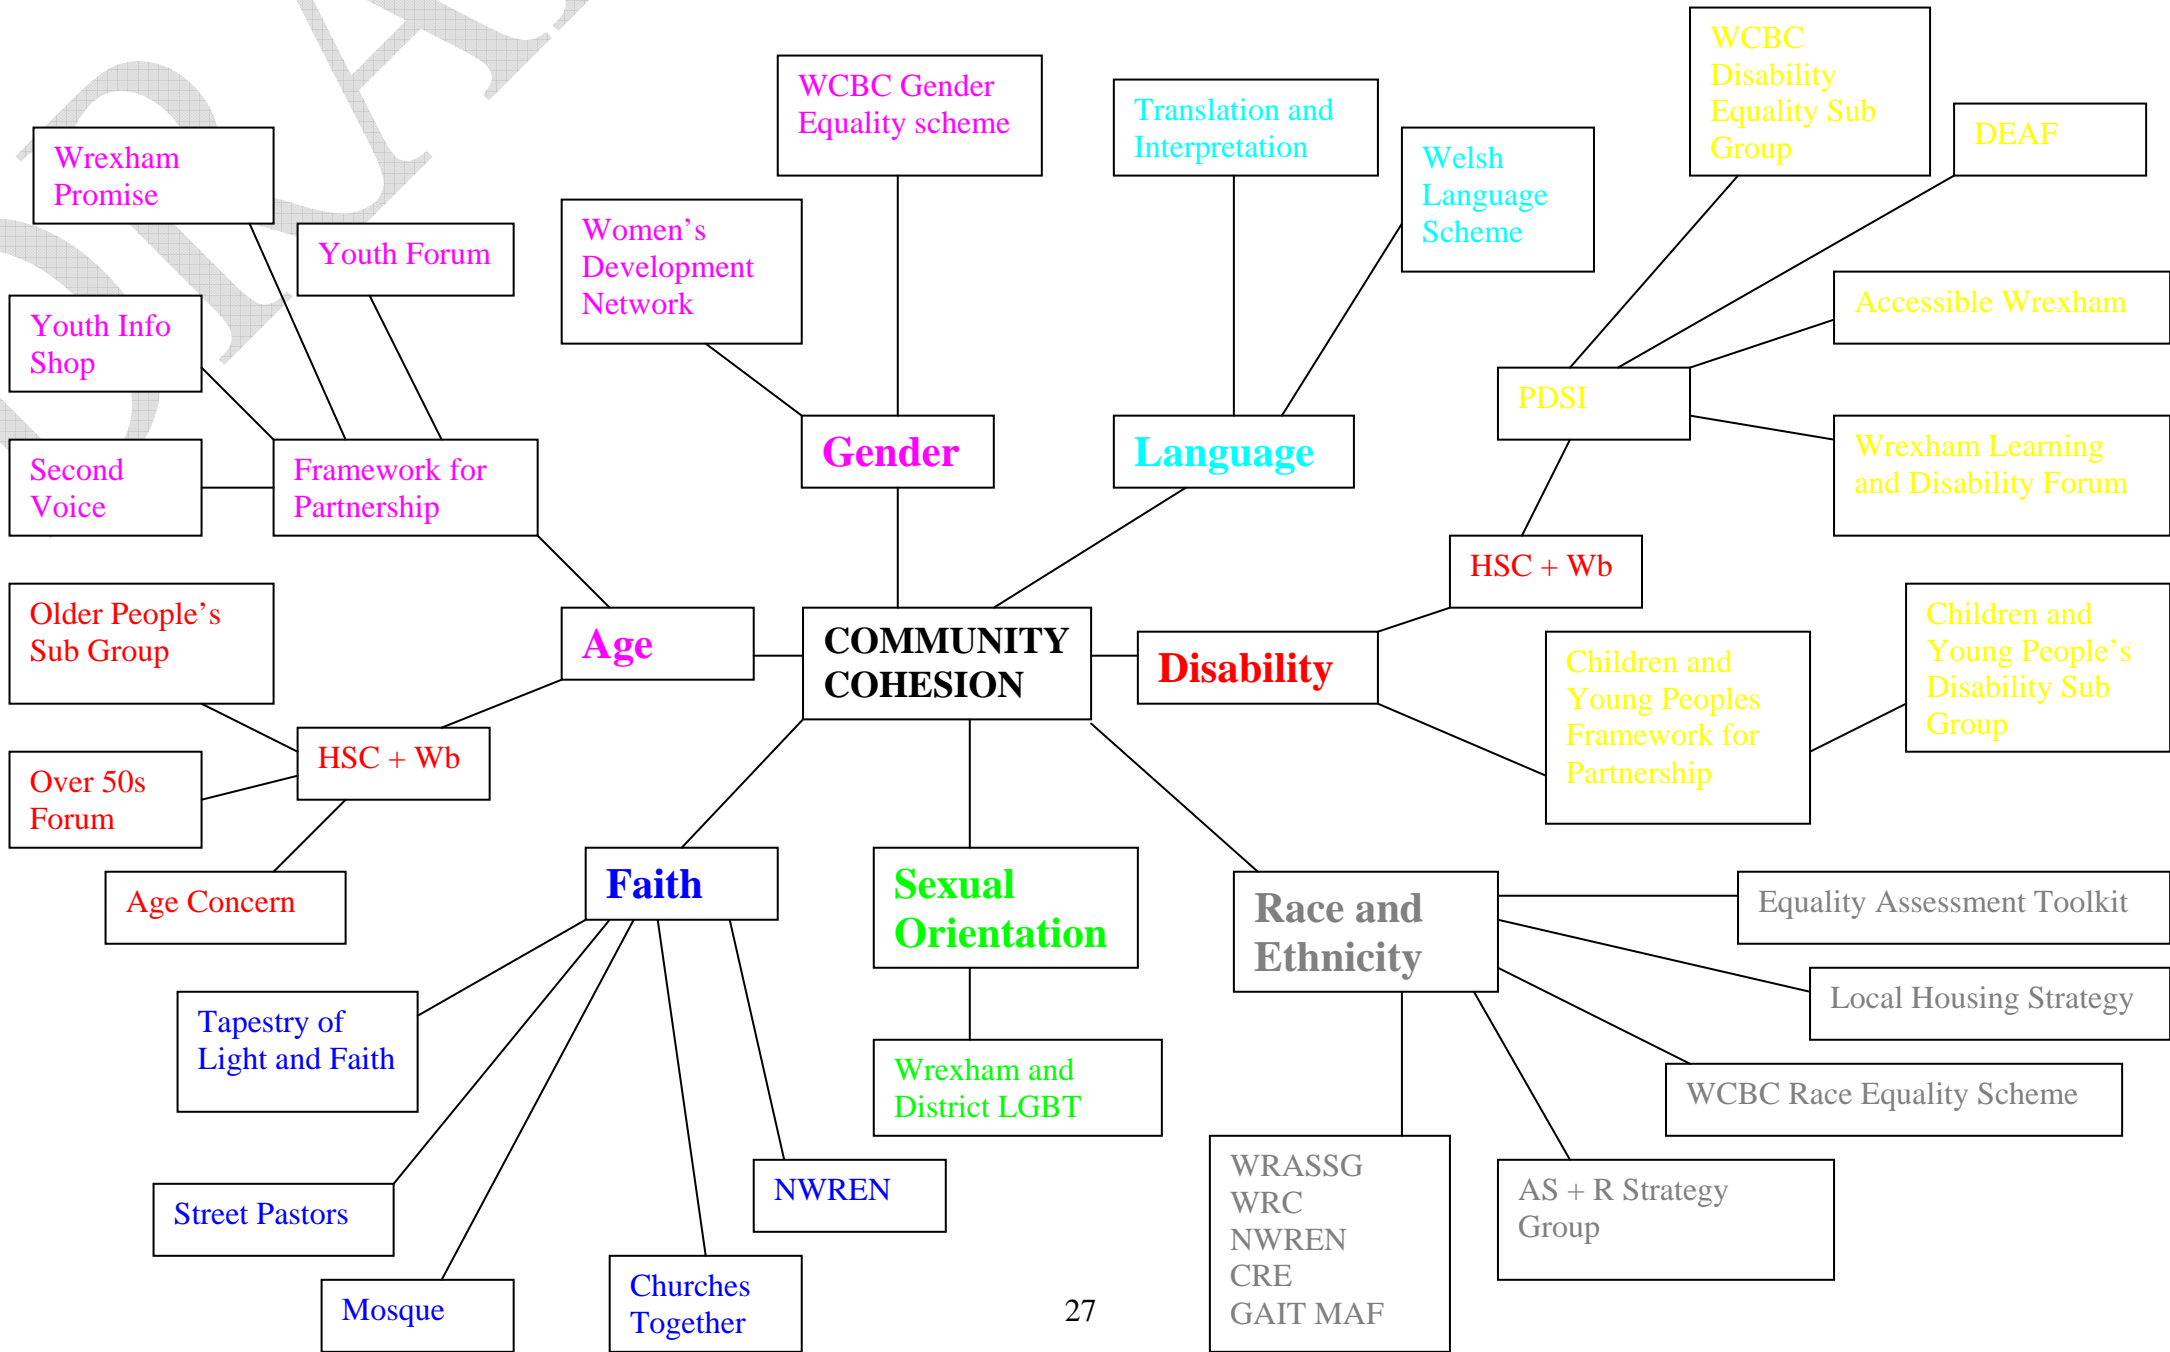 DRAFT
WCBC Gender
Equality scheme
Translation and
Interpretation
Welsh
Language
Scheme
WCBC
Disability
Equality Sub
Group
DEAF
Wrexham
Promise
Youth Forum
Women's
Development
Network
Youth Info
Shop
Accessible Wrexham
PDSI
Second
Voice
Framework for
Partnership
Gender
Language
Wrexham Learning
and Disability Forum
HSC + Wb
Older People's
Sub Group
Age
COMMUNITY
COHESION
Disability
Children and
Young Peoples
Framework for
Partnership
Children and
Young People's
Disability Sub
Group
HSC + Wb
Over 50s
Forum
Age Concern
Faith
Sexual
Orientation
Race and
Ethnicity
Equality Assessment Toolkit
Local Housing Strategy
WCBC Race Equality Scheme
Tapestry of
Light and Faith
Wrexham and
District LGBT
Street Pastors
NWREN
WRASSG
WRC
NWREN
CRE
GAIT MAF
AS + R Strategy
Group
Mosque
Churches
Together
27